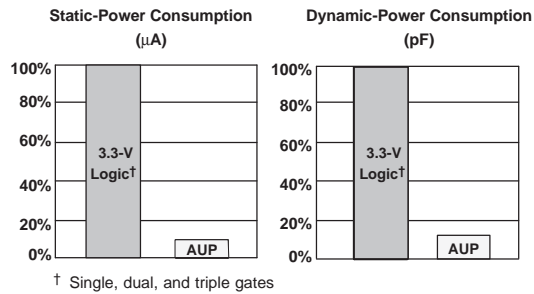 Static-Power Consumption
(μA)
100%
80%
60%
40%
20%
0%
3.3-V
Logic†
AUP
Dynamic-Power Consumption
(pF)
100%
80%
60%
40%
20%
0%
3.3-V
Logic†
AUP
† Single, dual, and triple gates